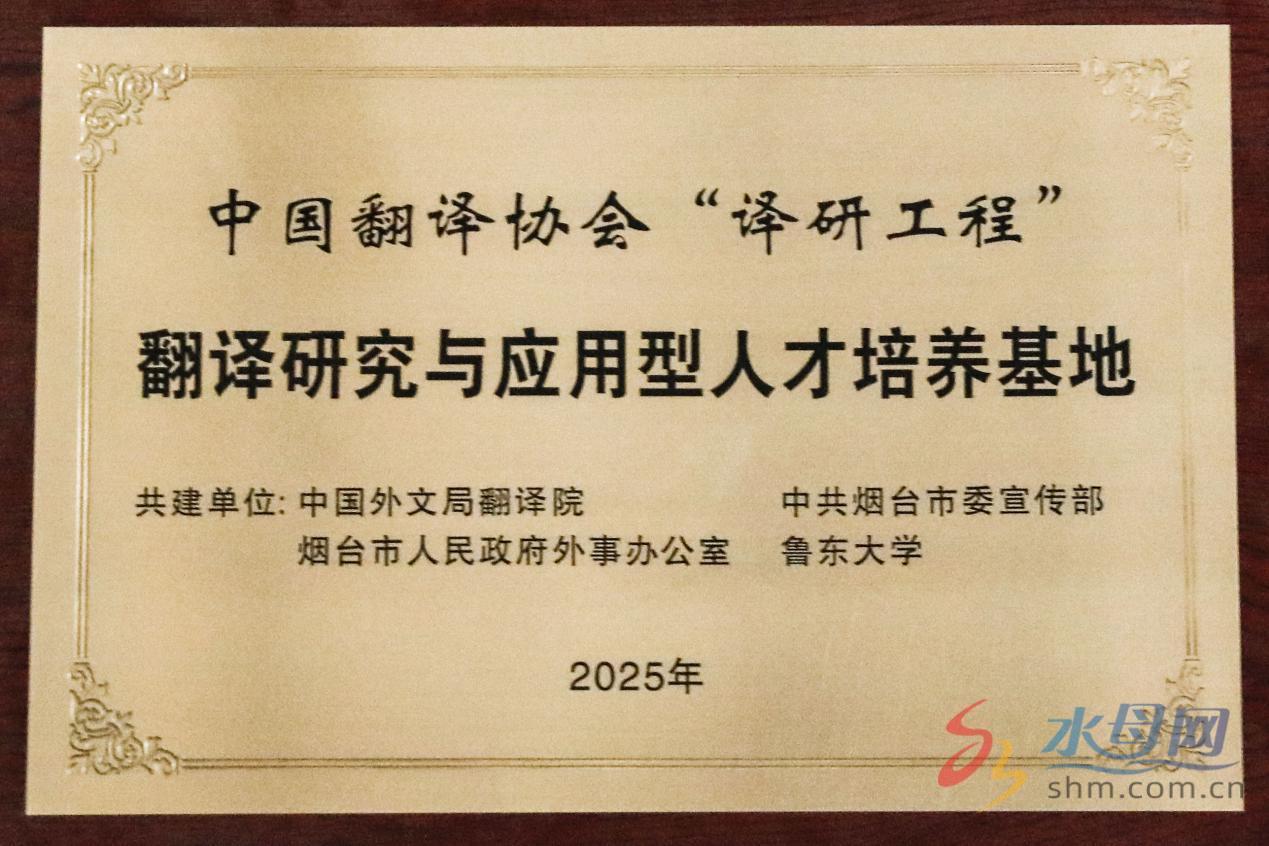 中国翻译协会“译研工程”
翻译研究与应用型人才培养基地
共建单位: 中国外文局翻译院 中共烟台市委宣传部
烟台市人民政府外事办公室 鲁东大学
2025年
水母网
shm.com.cn